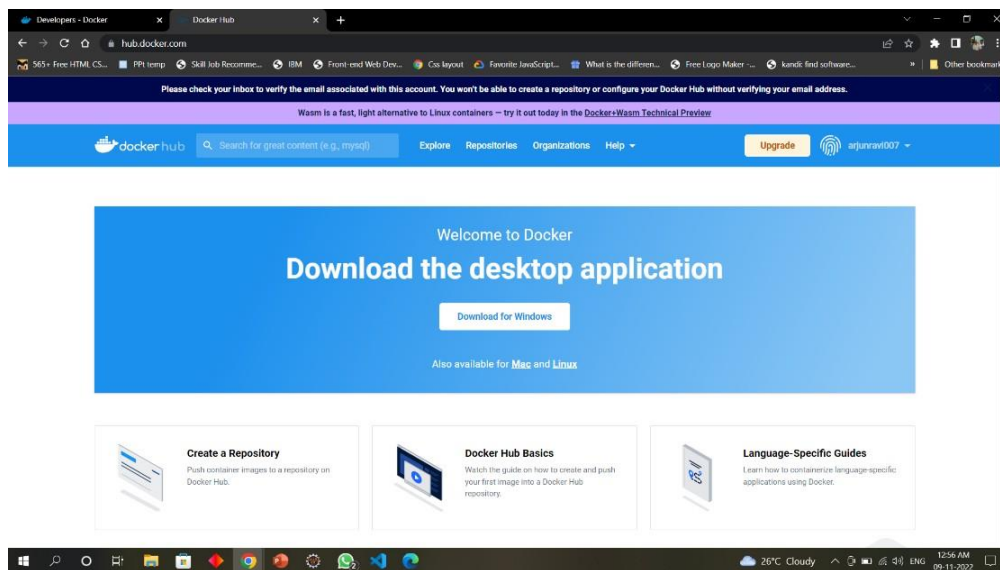 Developers - Docker
Docker Hub
hub.docker.com
565+ Free HTML CS...
PPt temp
Skill Job Recomme...
IBM
Front-end Web Dev...
Css layout
Favorite JavaScript...
What is the differen...
Free Logo Maker -...
kandi: find software...
»
Other bookmark
Please check your inbox to verify the email associated with this account. You won't be able to create a repository or configure your Docker Hub without verifying your email address.
Wasm is a fast, light alternative to Linux containers — try it out today in the Docker+Wasm Technical Preview
docker hub
Search for great content (e.g., mysql)
Explore
Repositories
Organizations
Help
Upgrade
arjunravi007
Welcome to Docker
Download the desktop application
Download for Windows
Also available for Mac and Linux
Create a Repository
Push container images to a repository on
Docker Hub.
Docker Hub Basics
Watch the guide on how to create and push
your first image into a Docker Hub
repository.
Language-Specific Guides
Learn how to containerize language-specific
applications using Docker.
26°C Cloudy
ENG
12:56 AM
09-11-2022